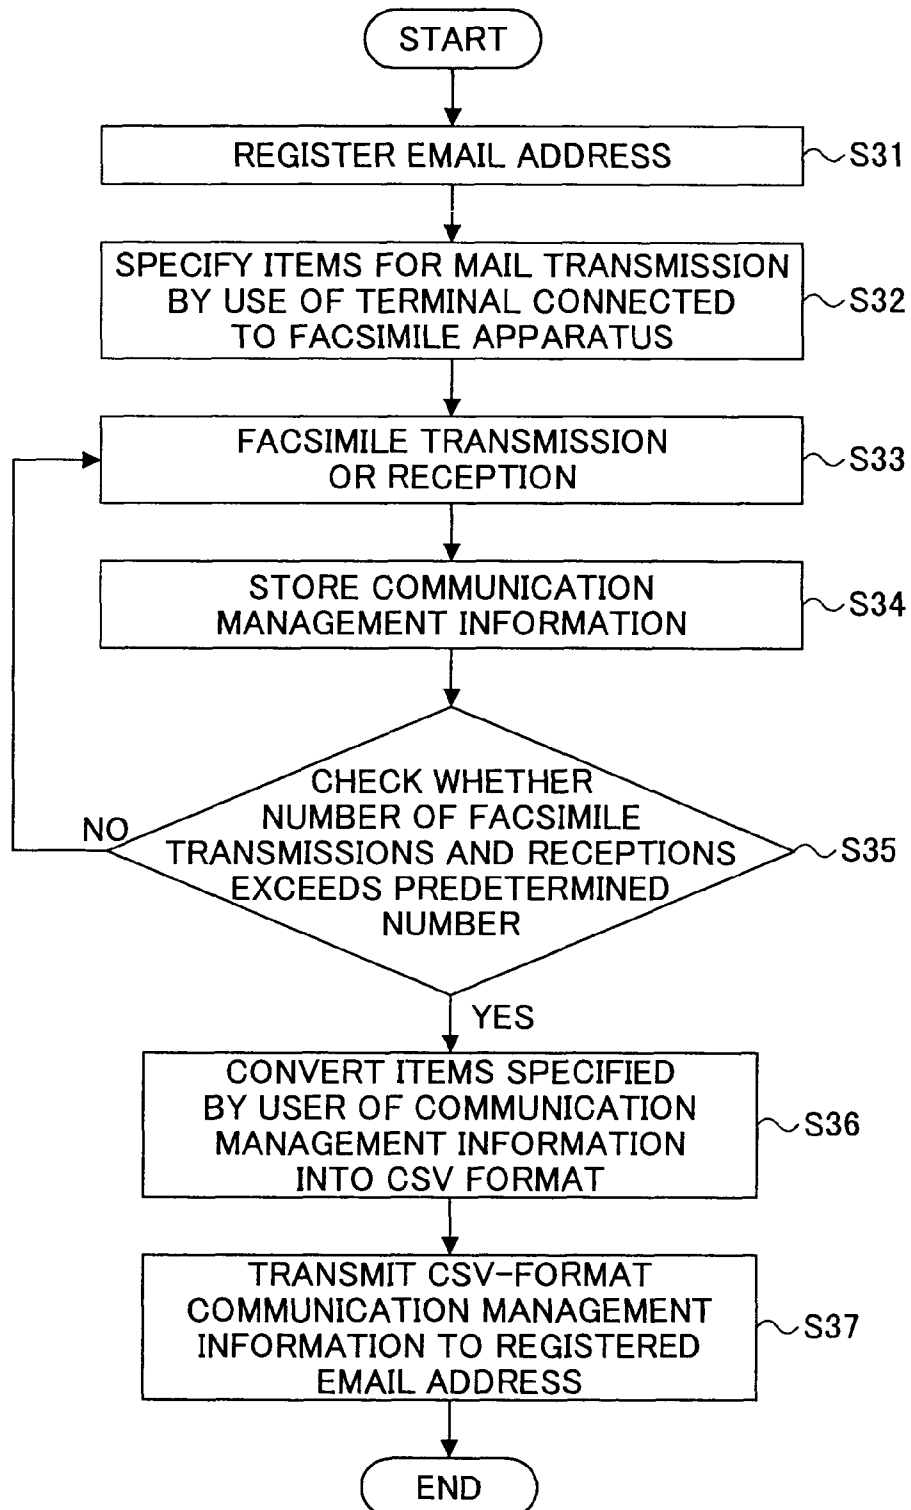 START
REGISTER EMAIL ADDRESS
S31
SPECIFY ITEMS FOR MAIL TRANSMISSION
BY USE OF TERMINAL CONNECTED
TO FACSIMILE APPARATUS
S32
FACSIMILE TRANSMISSION
OR RECEPTION
S33
STORE COMMUNICATION
MANAGEMENT INFORMATION
S34
CHECK WHETHER
NUMBER OF FACSIMILE
TRANSMISSIONS AND RECEPTIONS
EXCEEDS PREDETERMINED
NUMBER
NO
S35
YES
CONVERT ITEMS SPECIFIED
BY USER OF COMMUNICATION
MANAGEMENT INFORMATION
INTO CSV FORMAT
S36
TRANSMIT CSV-FORMAT
COMMUNICATION MANAGEMENT
INFORMATION TO REGISTERED
EMAIL ADDRESS
S37
END